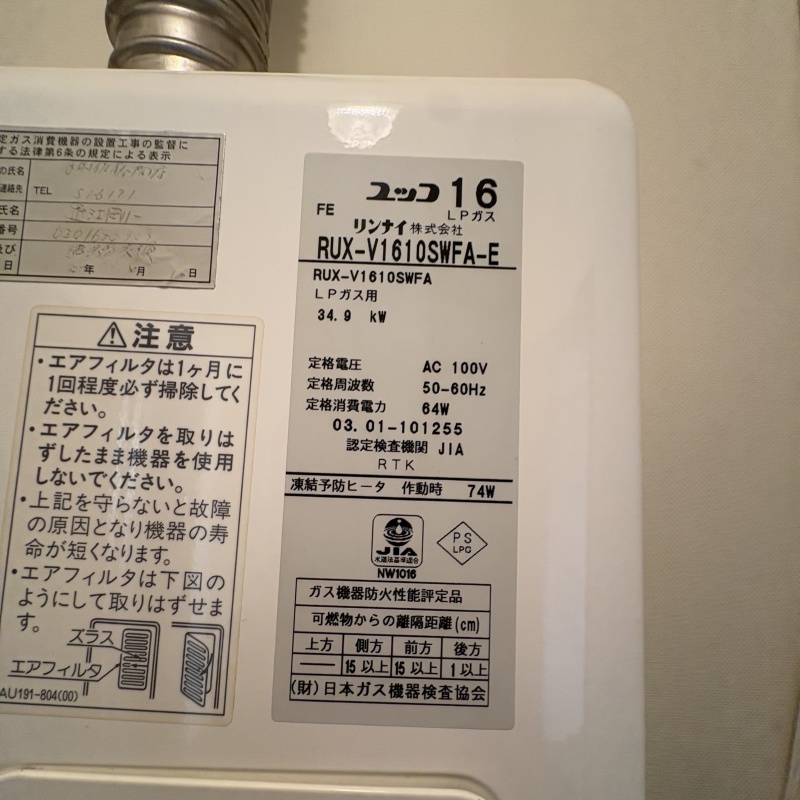 定ガス消費機器の設置工事の監督に
する法律第6条の規定による表示
の氏名
連絡先 TEL
氏名
番号
及び
日 年 月 日
⚠注意
・エアフィルタは1ヶ月に
1回程度必ず掃除してく
ださい。
・エアフィルタを取りは
ずしたまま機器を使用
しないでください。
・上記を守らないと故障
の原因となり機器の寿
命が短くなります。
・エアフィルタは下図の
ようにして取りはずせま
す。
ズラス
エアフィルタ
AU191-804(00)
ユッコ 16
FE LPガス
リンナイ株式会社
RUX-V1610SWFA-E
RUX-V1610SWFA
LPガス用
34.9 kW
定格電圧 AC 100V
定格周波数 50-60Hz
定格消費電力 64W
03.01-101255
認定検査機関 JIA
RTK
凍結予防ヒータ 作動時 74W
JIA
水道法基準適合
NW1016
PS
LPG
ガス機器防火性能評定品
可燃物からの離隔距離(cm)
上方 側方 前方 後方
── 15以上 15以上 1以上
(財)日本ガス機器検査協会